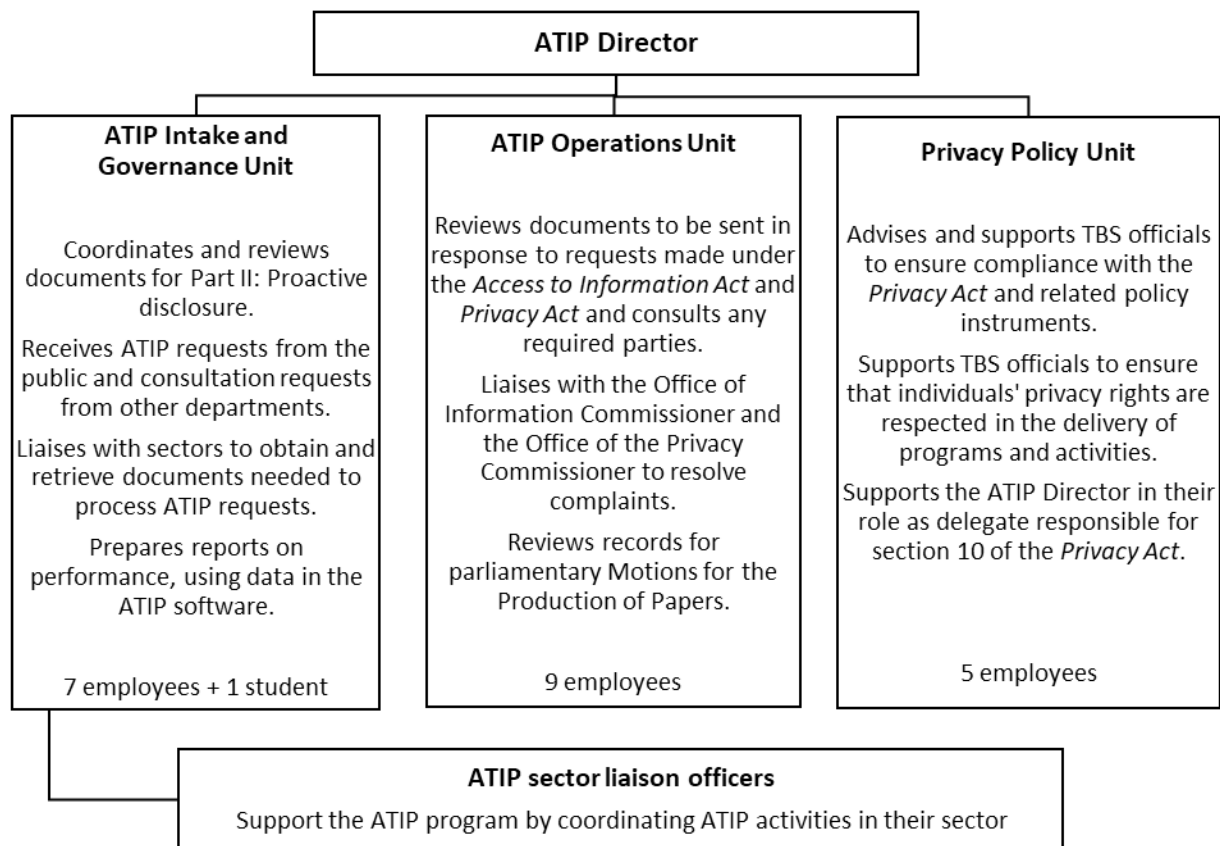 ATIP Director
ATIP Intake and
Governance Unit
Coordinates and reviews
documents for Part II: Proactive
disclosure.
Receives ATIP requests from the
public and consultation requests
from other departments.
Liaises with sectors to obtain and
retrieve documents needed to
process ATIP requests.
Prepares reports on
performance, using data in the
ATIP software.
7 employees + 1 student
ATIP Operations Unit
Reviews documents to be sent in
response to requests made under
the Access to Information Act and
Privacy Act and consults any
required parties.
Liaises with the Office of
Information Commissioner and
the Office of the Privacy
Commissioner to resolve
complaints.
Reviews records for
parliamentary Motions for the
Production of Papers.
9 employees
Privacy Policy Unit
Advises and supports TBS officials
to ensure compliance with the
Privacy Act and related policy
instruments.
Supports TBS officials to ensure
that individuals' privacy rights are
respected in the delivery of
programs and activities.
Supports the ATIP Director in their
role as delegate responsible for
section 10 of the Privacy Act.
5 employees
ATIP sector liaison officers
Support the ATIP program by coordinating ATIP activities in their sector